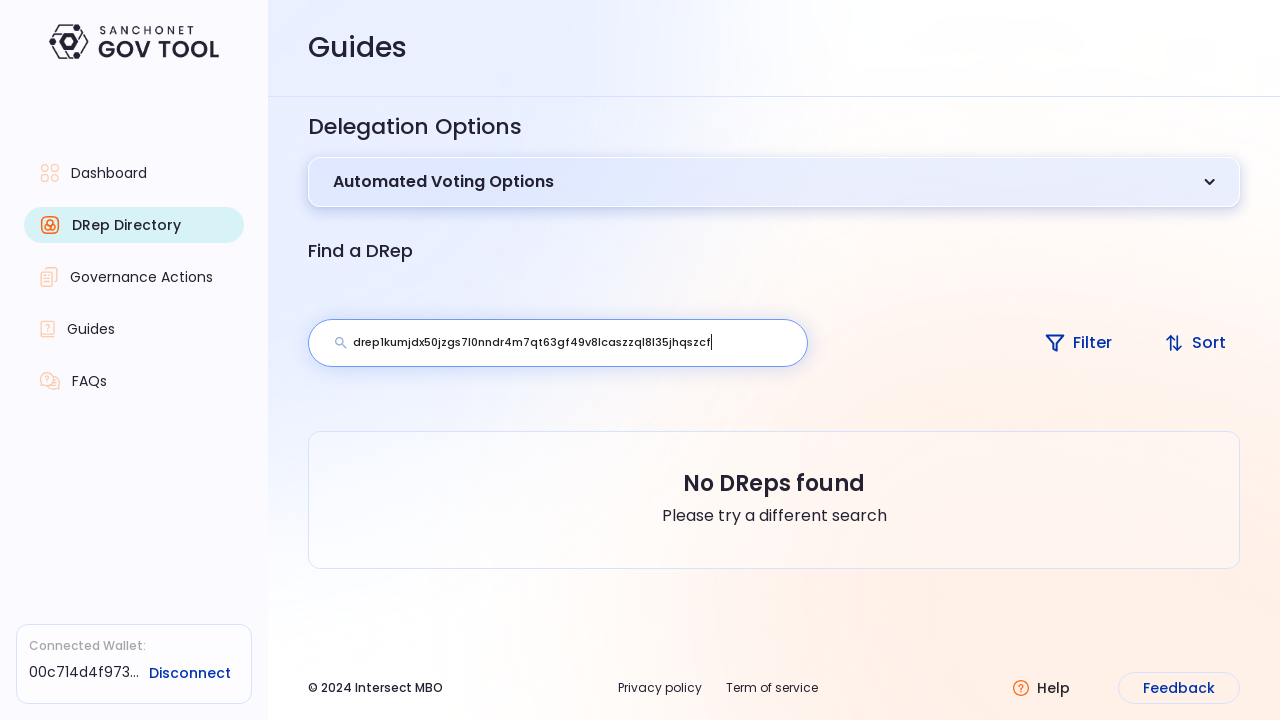 SANCHONET
GOV TOOL
Guides
Dashboard
DRep Directory
Governance Actions
Guides
FAQs
Connected Wallet:
00c714d4f973...
Disconnect
Delegation Options
Automated Voting Options
Find a DRep
drep1kumjdx50jzgs7l0nndr4m7qt63gf49v8lcaszzql8l35jhqszcf
Filter
Sort
No DReps found
Please try a different search
© 2024 Intersect MBO
Privacy policy
Term of service
Help
Feedback